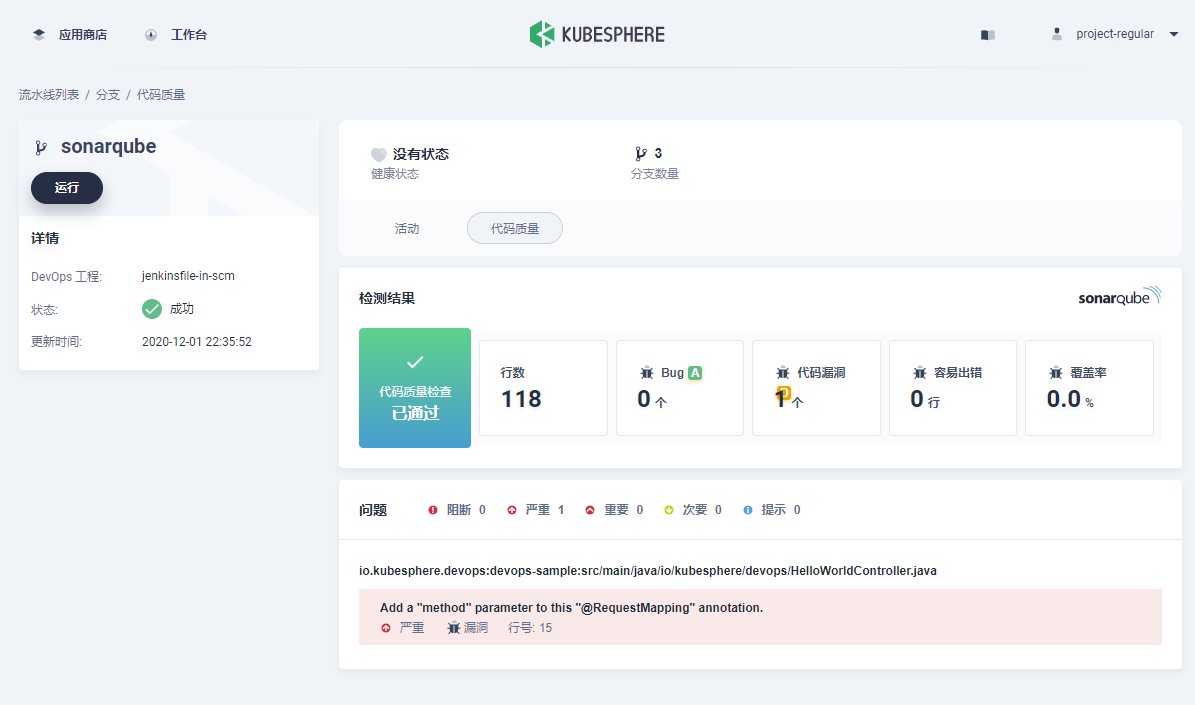 应用商店 工作台 KUBESPHERE project-regular
流水线列表 / 分支 / 代码质量
sonarqube
运行
详情
DevOps 工程: jenkinsfile-in-scm
状态: 成功
更新时间: 2020-12-01 22:35:52
没有状态 3
健康状态 分支数量
活动 代码质量
检测结果 sonarqube
代码质量检查
已通过
行数
118
Bug A
0 个
代码漏洞
1 个
容易出错
0 行
覆盖率
0.0 %
问题 阻断 0 严重 1 重要 0 次要 0 提示 0
io.kubesphere.devops:devops-sample:src/main/java/io/kubesphere/devops/HelloWorldController.java
Add a "method" parameter to this "@RequestMapping" annotation.
严重 漏洞 行号: 15